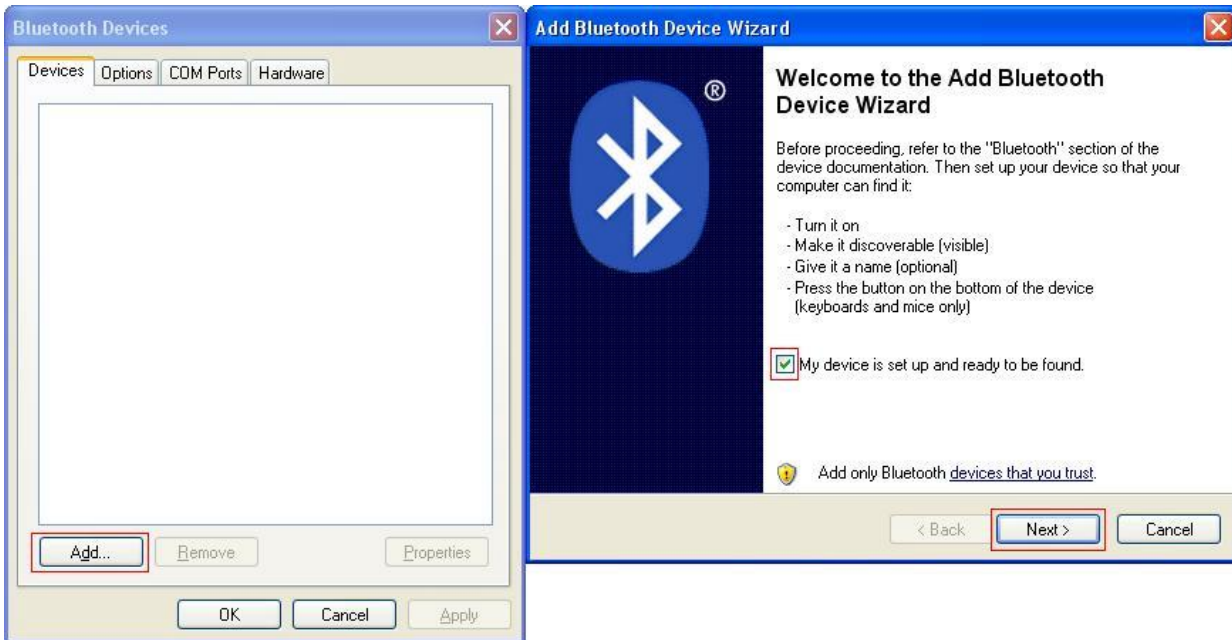 Bluetooth Devices
Devices
Options
COM Ports
Hardware
Add...
Remove
Properties
OK
Cancel
Apply
Add Bluetooth Device Wizard
®
Welcome to the Add Bluetooth
Device Wizard
Before proceeding, refer to the "Bluetooth" section of the
device documentation. Then set up your device so that your
computer can find it:
- Turn it on
- Make it discoverable (visible)
- Give it a name (optional)
- Press the button on the bottom of the device
(keyboards and mice only)
My device is set up and ready to be found.
Add only Bluetooth devices that you trust.
< Back
Next >
Cancel